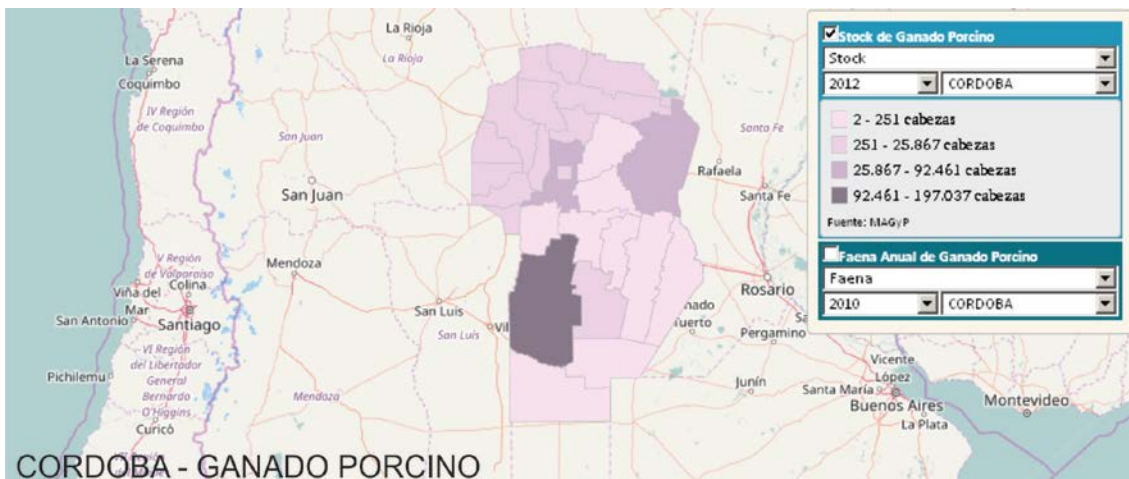 La Rioja
La Rioja
La Serena
Coquimbo
IV Región
de Coquimbo
San Juan
San Juan
Santa Fe
Rafaela
Santa Fe
Mendoza
V Región
de Valparaíso
Colina
Viña del
Mar
San Antonio
Santiago
San Luis
San Luis
Vil
Rosario
nado
Tuerto
Pergamino
Sa
VI Región
del Libertador
General
Bernardo
O'Higgins
Pichilemu
Curicó
Mendoza
Junín
Vicente
López
Santa María
Buenos Aires
La Plata
Montevideo
Stock de Ganado Porcino
Stock
2012 CORDOBA
2 - 251 cabezas
251 - 25.867 cabezas
25.867 - 92.461 cabezas
92.461 - 197.037 cabezas
Fuente: MAGyP
Faena Anual de Ganado Porcino
Faena
2010 CORDOBA
CORDOBA - GANADO PORCINO